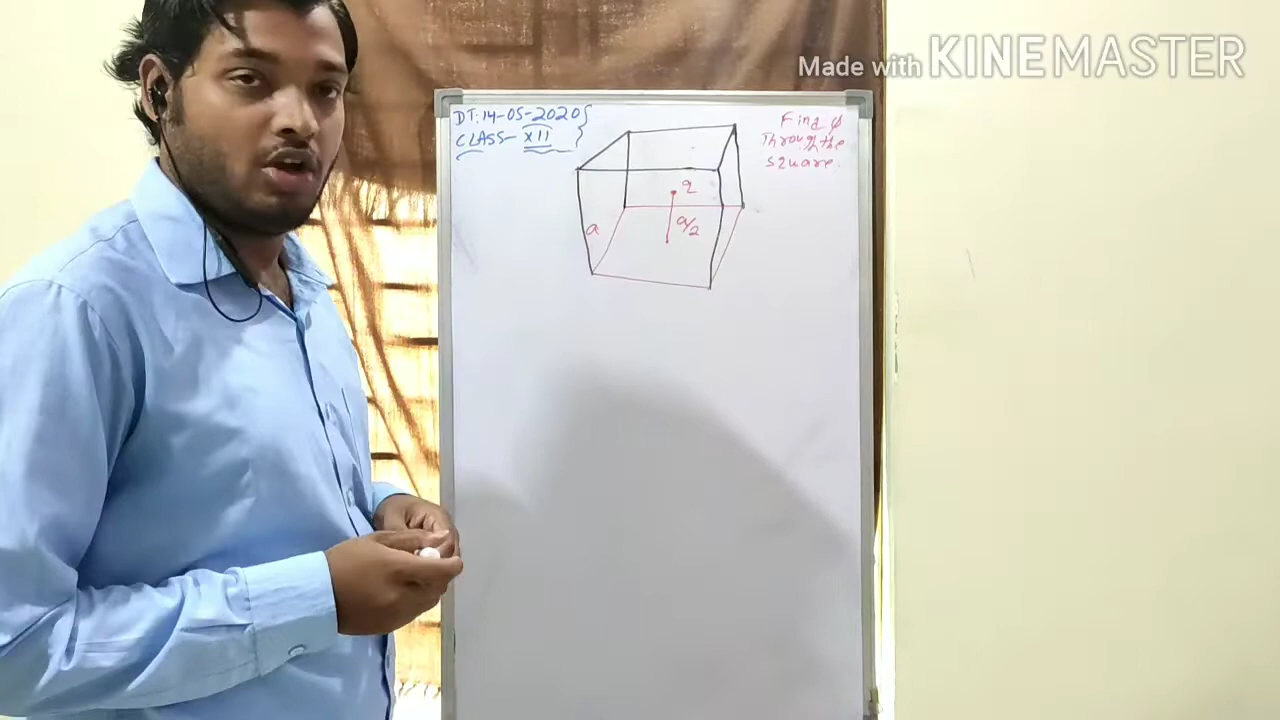 Made with KINEMASTER
DT:14-05-2020
CLASS- XII
Find φ
Through the
square.
q
a
a/2